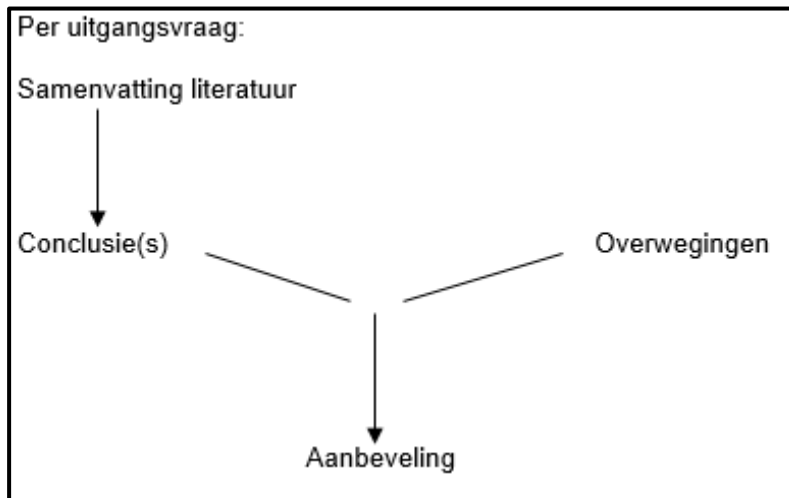 Per uitgangsvraag:
Samenvatting literatuur
Conclusie(s)
Overwegingen
Aanbeveling